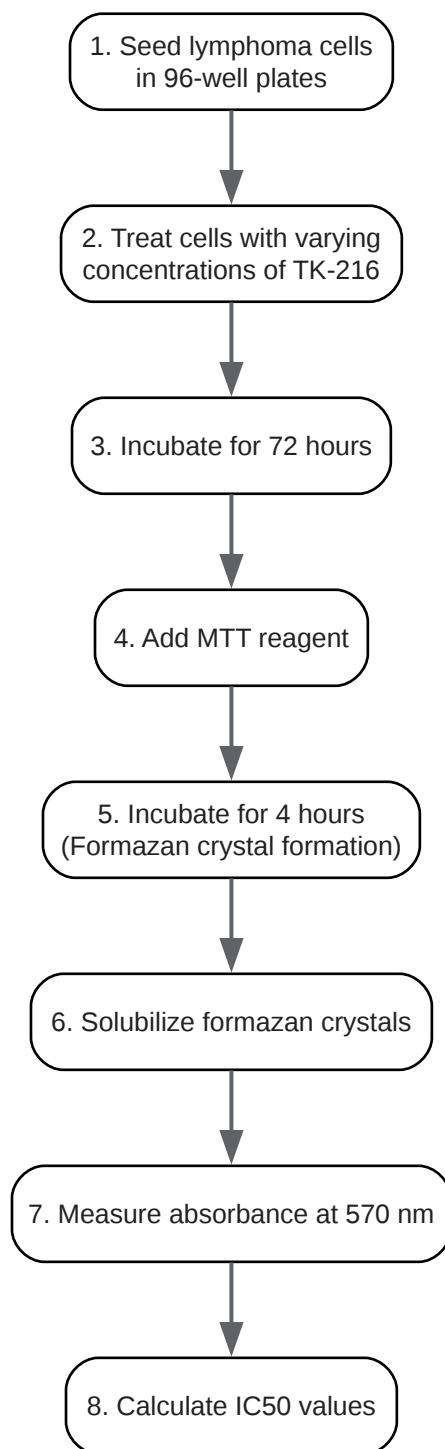 1. Seed lymphoma cells
in 96-well plates
2. Treat cells with varying
concentrations of TK-216
3. Incubate for 72 hours
4. Add MTT reagent
5. Incubate for 4 hours
(Formazan crystal formation)
6. Solubilize formazan crystals
7. Measure absorbance at 570 nm
8. Calculate IC50 values